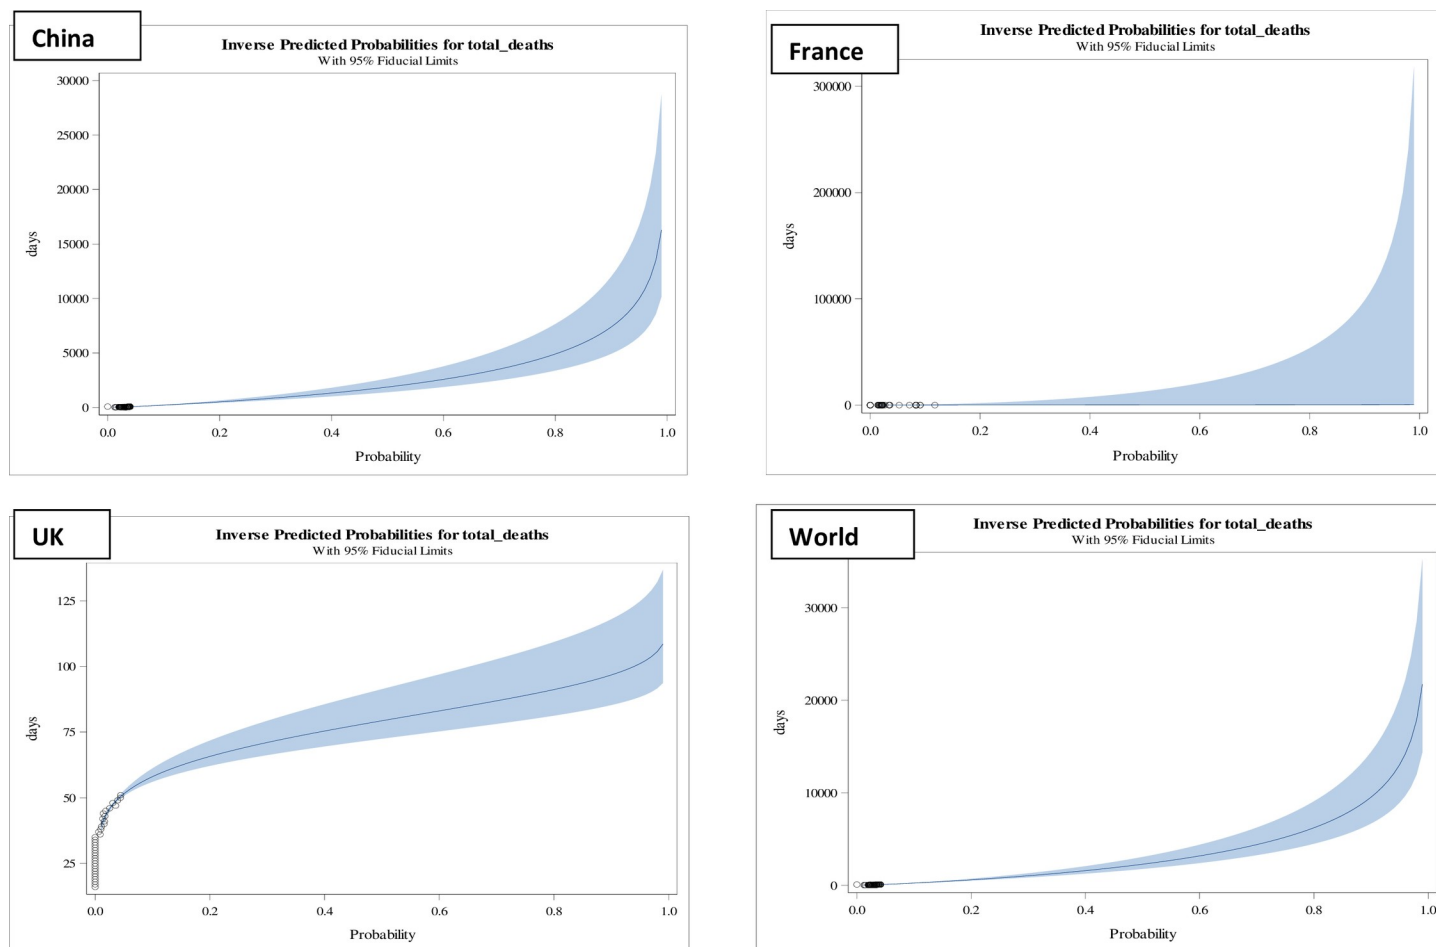 China
Inverse Predicted Probabilities for total_deaths
With 95% Fiducial Limits
30000
25000
20000
15000
10000
5000
0
days
0.0 0.2 0.4 0.6 0.8 1.0
Probability
France
Inverse Predicted Probabilities for total_deaths
With 95% Fiducial Limits
300000
200000
100000
0
days
0.0 0.2 0.4 0.6 0.8 1.0
Probability
UK
Inverse Predicted Probabilities for total_deaths
With 95% Fiducial Limits
125
100
75
50
25
days
0.0 0.2 0.4 0.6 0.8 1.0
Probability
World
Inverse Predicted Probabilities for total_deaths
With 95% Fiducial Limits
30000
20000
10000
0
days
0.0 0.2 0.4 0.6 0.8 1.0
Probability